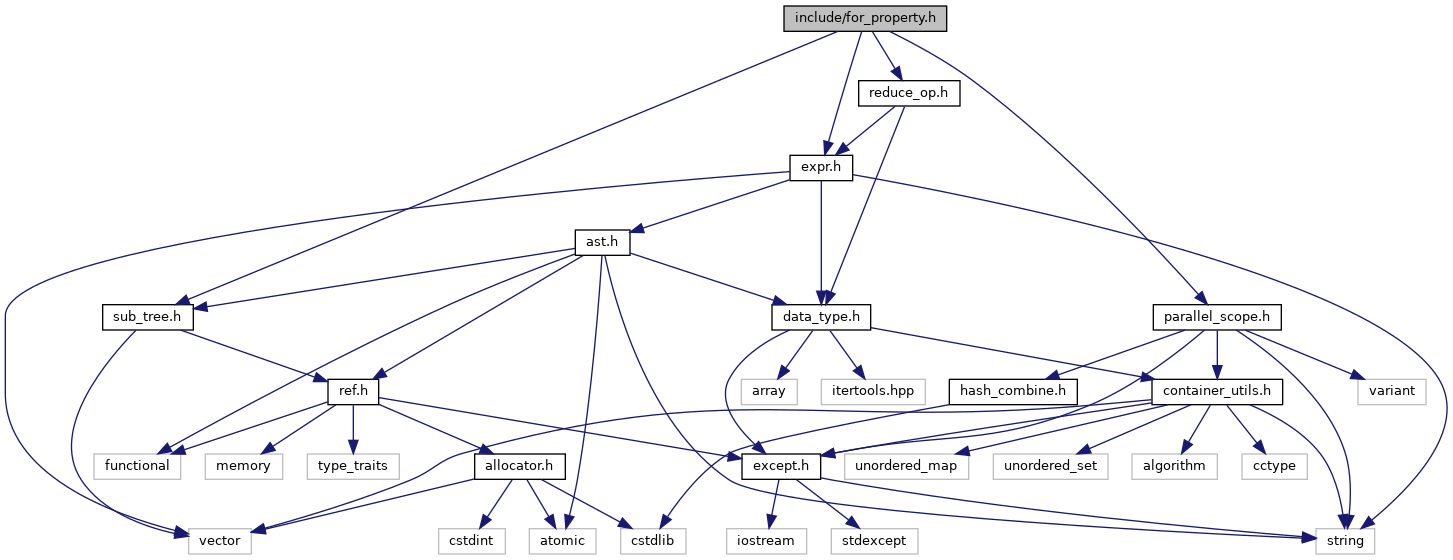 include/for_property.h
reduce_op.h
expr.h
ast.h
sub_tree.h
data_type.h
parallel_scope.h
ref.h
array
itertools.hpp
hash_combine.h
container_utils.h
variant
functional
memory
type_traits
allocator.h
except.h
unordered_map
unordered_set
algorithm
cctype
vector
cstdint
atomic
cstdlib
iostream
stdexcept
string